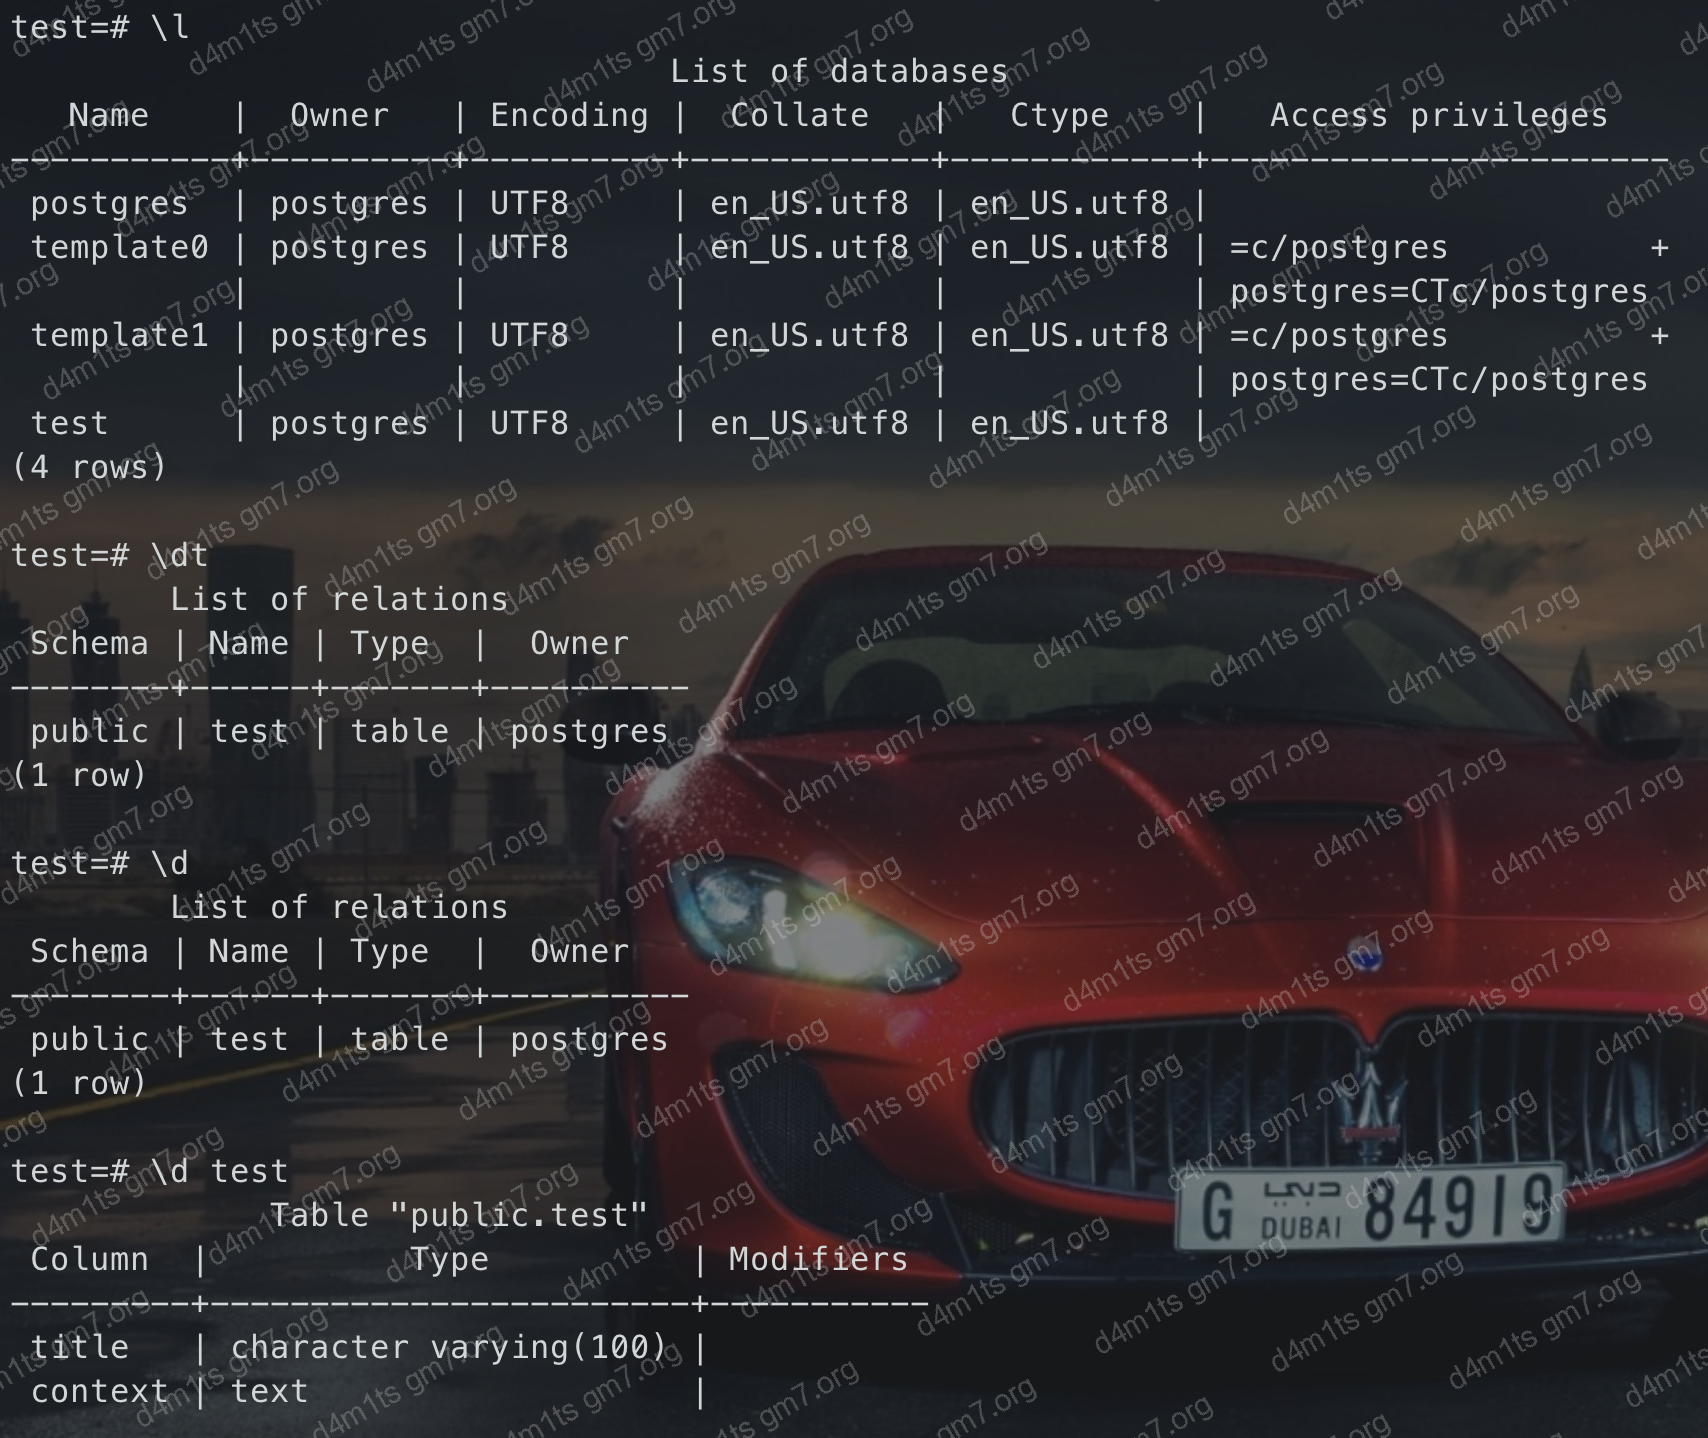 test=# \l
                                 List of databases
   Name    |  Owner   | Encoding |  Collate   |   Ctype    |   Access privileges
-----------+----------+----------+------------+------------+-----------------------
 postgres  | postgres | UTF8     | en_US.utf8 | en_US.utf8 |
 template0 | postgres | UTF8     | en_US.utf8 | en_US.utf8 | =c/postgres          +
           |          |          |            |            | postgres=CTc/postgres
 template1 | postgres | UTF8     | en_US.utf8 | en_US.utf8 | =c/postgres          +
           |          |          |            |            | postgres=CTc/postgres
 test      | postgres | UTF8     | en_US.utf8 | en_US.utf8 |
(4 rows)
test=# \dt
        List of relations
 Schema | Name | Type  |  Owner
--------+------+-------+----------
 public | test | table | postgres
(1 row)
test=# \d
        List of relations
 Schema | Name | Type  |  Owner
--------+------+-------+----------
 public | test | table | postgres
(1 row)
test=# \d test
             Table "public.test"
 Column  |          Type          | Modifiers
---------+------------------------+-----------
 title   | character varying(100) |
 context | text                   |
G دبي DUBAI 84919
d4m1ts gm7.org